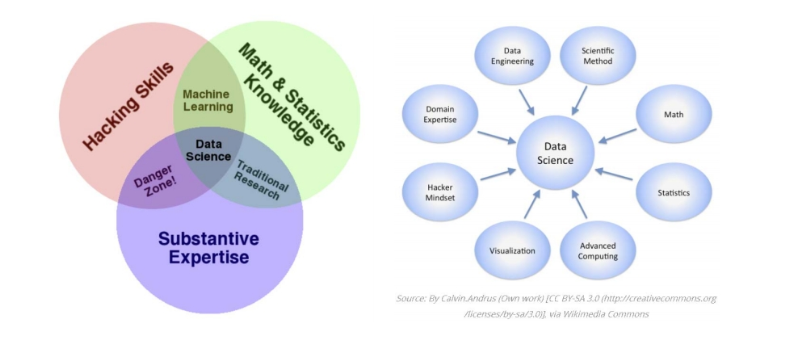 Hacking Skills
Math & Statistics
Knowledge
Machine
Learning
Data
Science
Danger
Zone!
Traditional
Research
Substantive
Expertise
Data
Engineering
Scientific
Method
Domain
Expertise
Math
Data
Science
Hacker
Mindset
Statistics
Visualization
Advanced
Computing
Source: By Calvin.Andrus (Own work) [CC BY-SA 3.0 (http://creativecommons.org
/licenses/by-sa/3.0)], via Wikimedia Commons